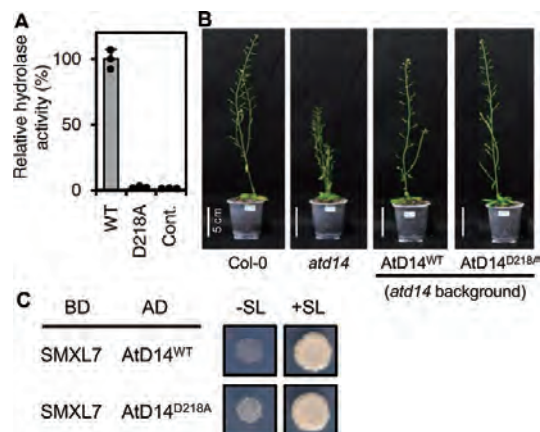 A
Relative hydrolase
activity (%)
100
50
0
WT
D218A
Cont.
B
5 cm
Col-0
atd14
AtD14WT
(atd14 background)
C
BD
AD
-SL
+SL
SMXL7
AtD14WT
SMXL7
AtD14D218A